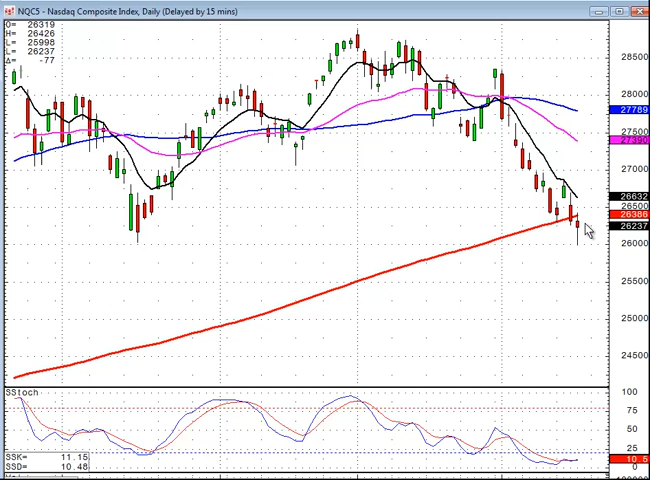 NQC5 - Nasdaq Composite Index, Daily (Delayed by 15 mins)
O= 26319
H= 26426
L= 25998
L= 26237
Δ= -77
28500
28000
27789
27500
27390
27000
26632
26500
26386
26237
26000
25500
25000
24500
SStoch
100
75
50
25
10 5
0
SSK= 11.15
SSD= 10.48